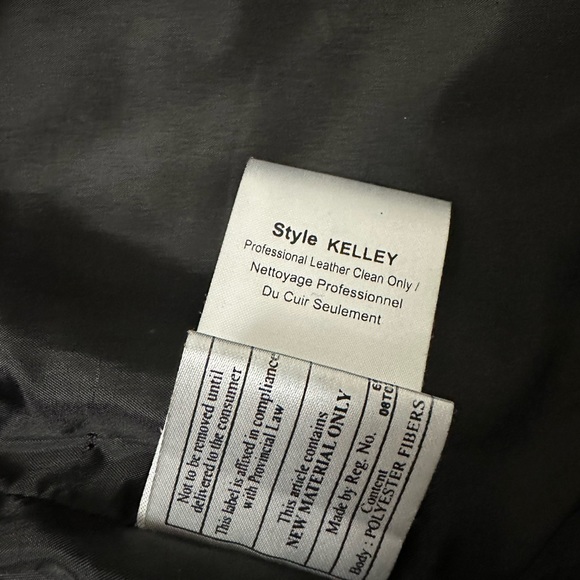 Style KELLEY
Professional Leather Clean Only /
Nettoyage Professionnel
Du Cuir Seulement
Not to be removed until
delivered to the consumer
This label is affixed in compliance
with Provincial Law
This article contains
NEW MATERIAL ONLY
Made by Reg. No.
Content
Body : POLYESTER FIBERS